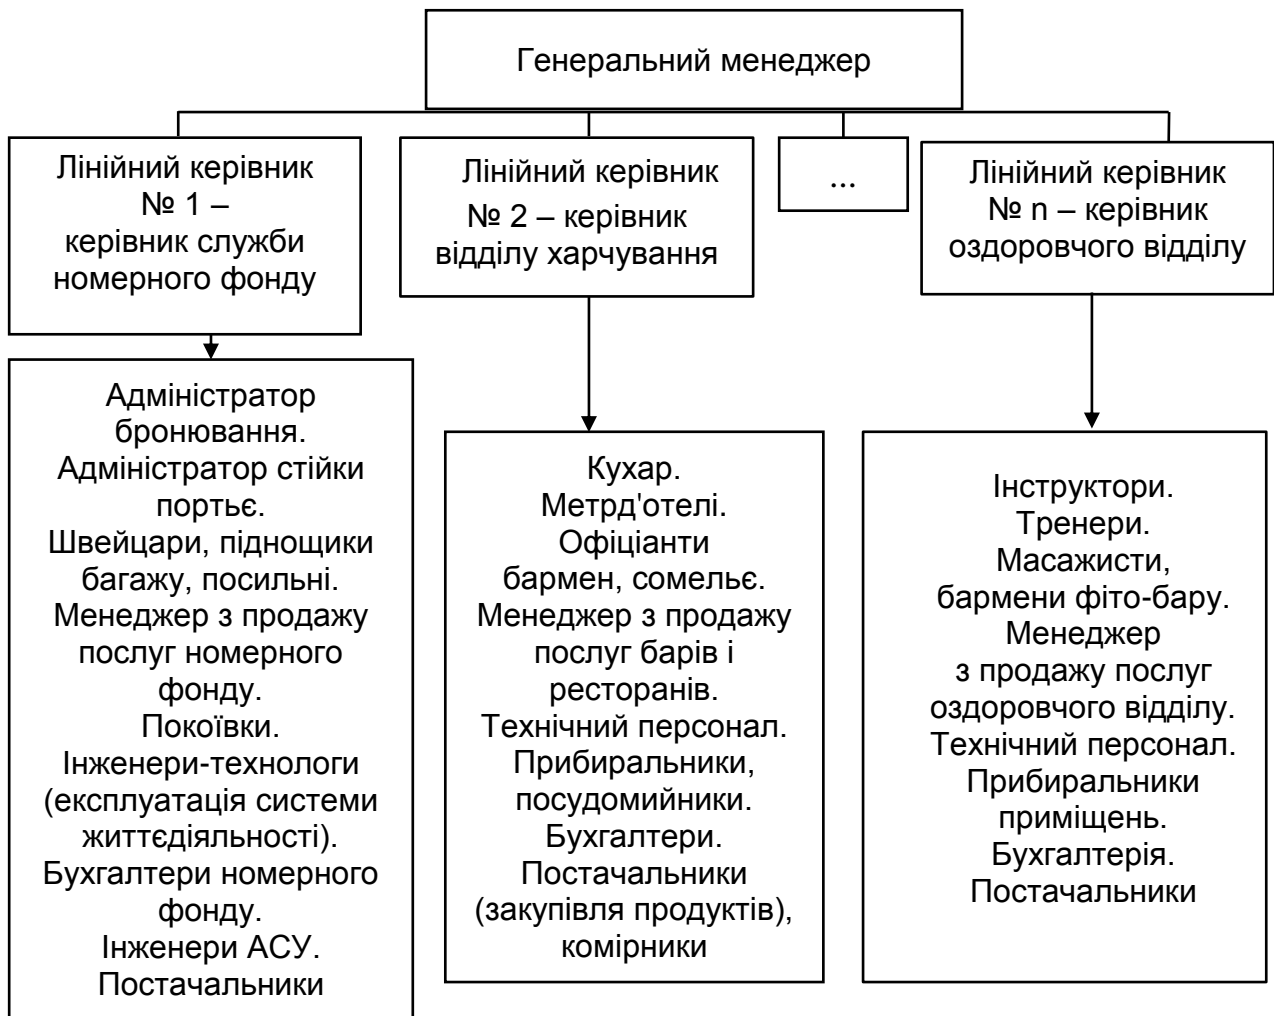 Генеральний менеджер
Лінійний керівник
№ 1 –
керівник служби
номерного фонду
Лінійний керівник
№ 2 – керівник
відділу харчування
...
Лінійний керівник
№ n – керівник
оздоровчого відділу
Адміністратор
бронювання.
Адміністратор стійки
портьє.
Швейцари, піднощики
багажу, посильні.
Менеджер з продажу
послуг номерного
фонду.
Покоївки.
Інженери-технологи
(експлуатація системи
життєдіяльності).
Бухгалтери номерного
фонду.
Інженери АСУ.
Постачальники
Кухар.
Метрд'отелі.
Офіціанти
бармен, сомельє.
Менеджер з продажу
послуг барів і
ресторанів.
Технічний персонал.
Прибиральники,
посудомийники.
Бухгалтери.
Постачальники
(закупівля продуктів),
комірники
Інструктори.
Тренери.
Масажисти,
бармени фіто-бару.
Менеджер
з продажу послуг
оздоровчого відділу.
Технічний персонал.
Прибиральники
приміщень.
Бухгалтерія.
Постачальники